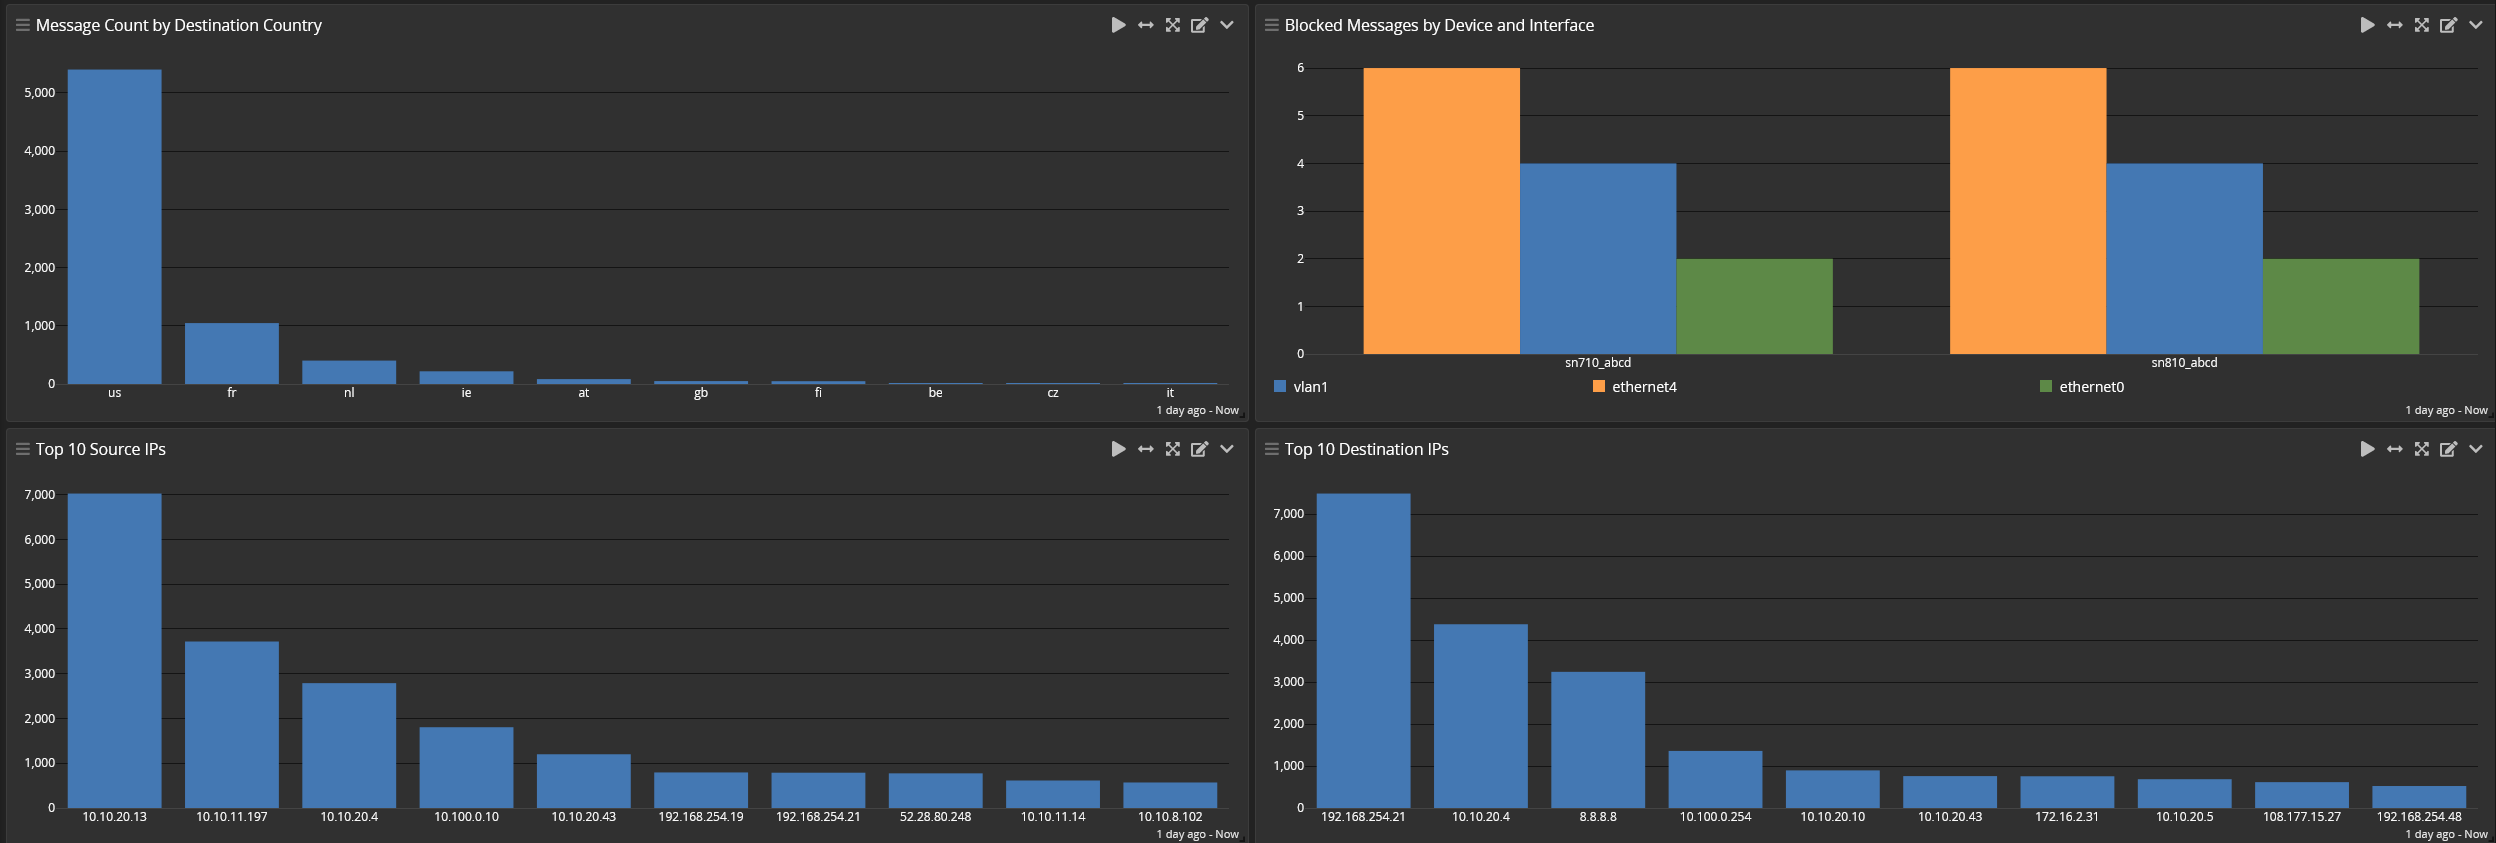 Message Count by Destination Country
5,000
4,000
3,000
2,000
1,000
0
us fr nl ie at gb fi be cz it
1 day ago - Now
Blocked Messages by Device and Interface
6
5
4
3
2
1
0
sn710_abcd sn810_abcd
vlan1 ethernet4 ethernet0
1 day ago - Now
Top 10 Source IPs
7,000
6,000
5,000
4,000
3,000
2,000
1,000
0
10.10.20.13 10.10.11.197 10.10.20.4 10.100.0.10 10.10.20.43 192.168.254.19 192.168.254.21 52.28.80.248 10.10.11.14 10.10.8.102
1 day ago - Now
Top 10 Destination IPs
7,000
6,000
5,000
4,000
3,000
2,000
1,000
0
192.168.254.21 10.10.20.4 8.8.8.8 10.100.0.254 10.10.20.10 10.10.20.43 172.16.2.31 10.10.20.5 108.177.15.27 192.168.254.48
1 day ago - Now